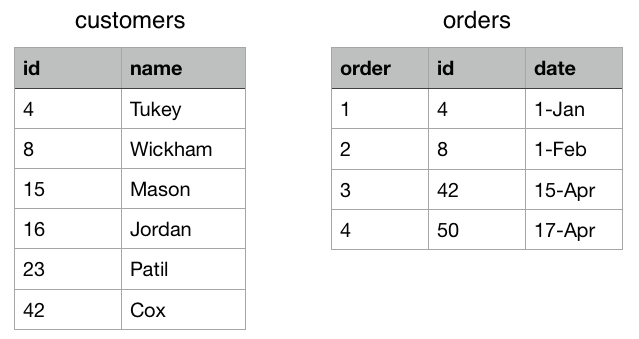 customers
id name
4 Tukey
8 Wickham
15 Mason
16 Jordan
23 Patil
42 Cox
orders
order id date
1 4 1-Jan
2 8 1-Feb
3 42 15-Apr
4 50 17-Apr